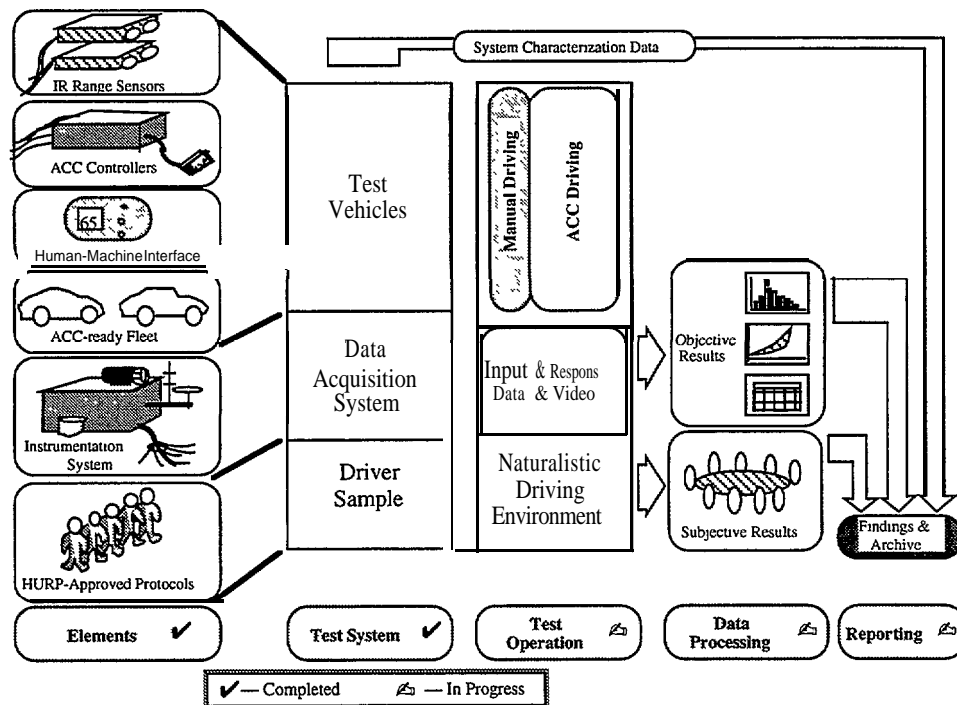 System Characterization Data
IR Range Sensors
ACC Controllers
65
Human-Machine Interface
ACC-ready Fleet
Instrumentation
System
HURP-Approved Protocols
Test
Vehicles
Data
Acquisition
System
Driver
Sample
Manual Driving
ACC Driving
Input & Respons
Data & Video
Naturalistic
Driving
Environment
Objective
Results
Subjective Results
Findings &
Archive
Elements ✔
Test System ✔
Test
Operation ✍
Data
Processing ✍
Reporting ✍
✔ — Completed ✍ — In Progress